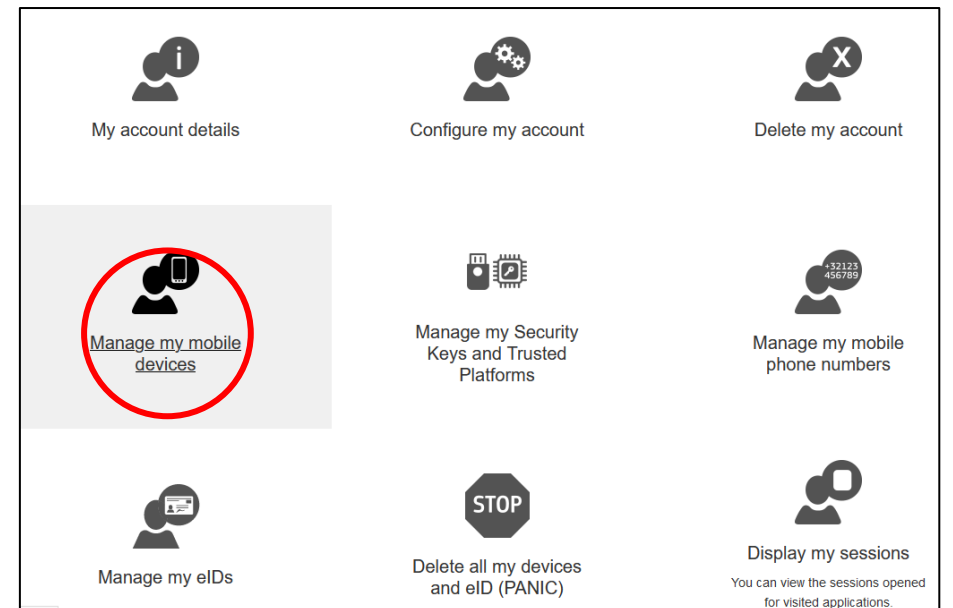 i
X
My account details
Configure my account
Delete my account
+32123
456789
Manage my mobile
devices
Manage my Security
Keys and Trusted
Platforms
Manage my mobile
phone numbers
STOP
Manage my eIDs
Delete all my devices
and eID (PANIC)
Display my sessions
You can view the sessions opened
for visited applications.